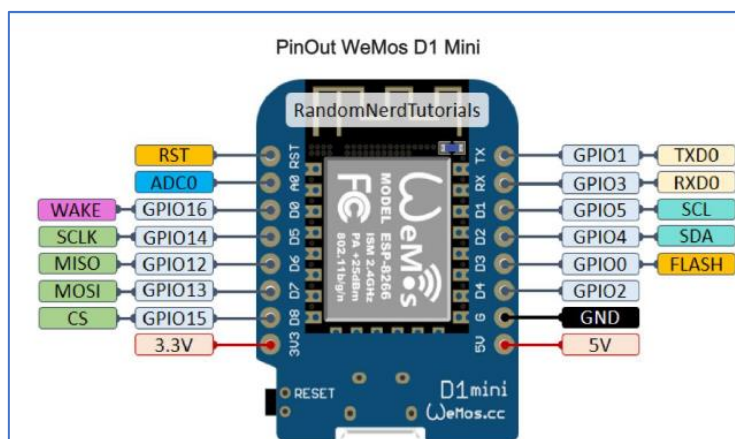 PinOut WeMos D1 Mini
RandomNerdTutorials
RST RST TX GPIO1 TXD0
ADC0 A0 RX GPIO3 RXD0
WAKE GPIO16 D0 D1 GPIO5 SCL
SCLK GPIO14 D5 D2 GPIO4 SDA
MISO GPIO12 D6 D3 GPIO0 FLASH
MOSI GPIO13 D7 D4 GPIO2
CS GPIO15 D8 G GND
3.3V 3V3 5V 5V
WeMos
FC
MODEL ESP-8266
ISM 2.4GHz
PA +25dBm
802.11b/g/n
RESET
D1mini
WeMos.cc